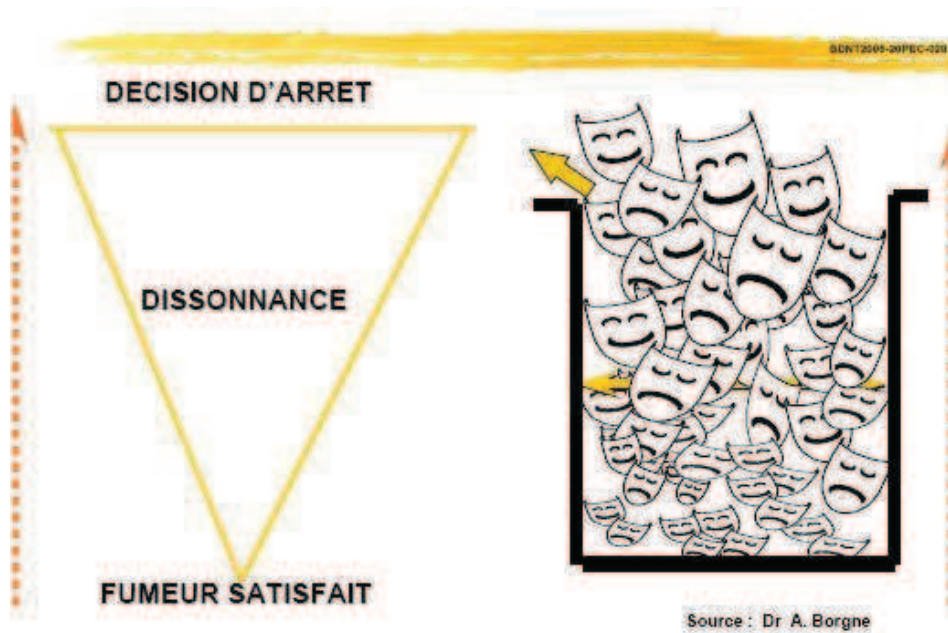 DECISION D'ARRET
DISSONNANCE
FUMEUR SATISFAIT
Source : Dr A. Borgne